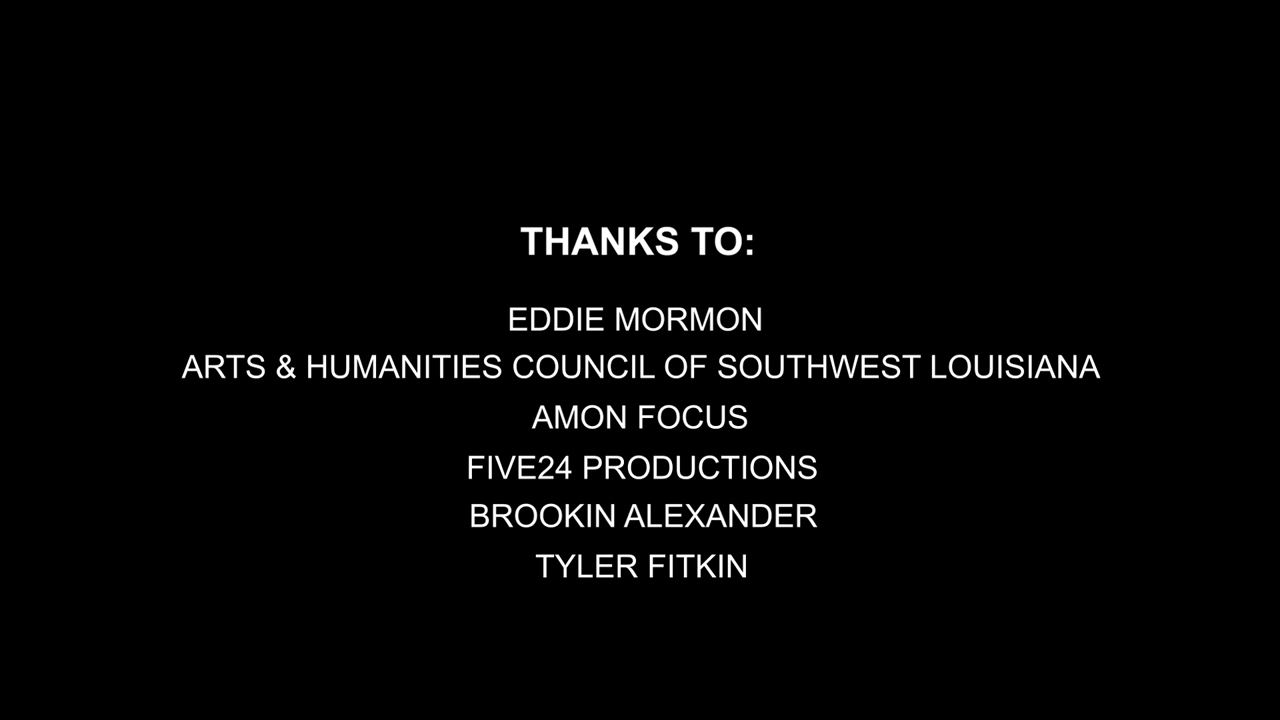 THANKS TO:
EDDIE MORMON
ARTS & HUMANITIES COUNCIL OF SOUTHWEST LOUISIANA
AMON FOCUS
FIVE24 PRODUCTIONS
BROOKIN ALEXANDER
TYLER FITKIN